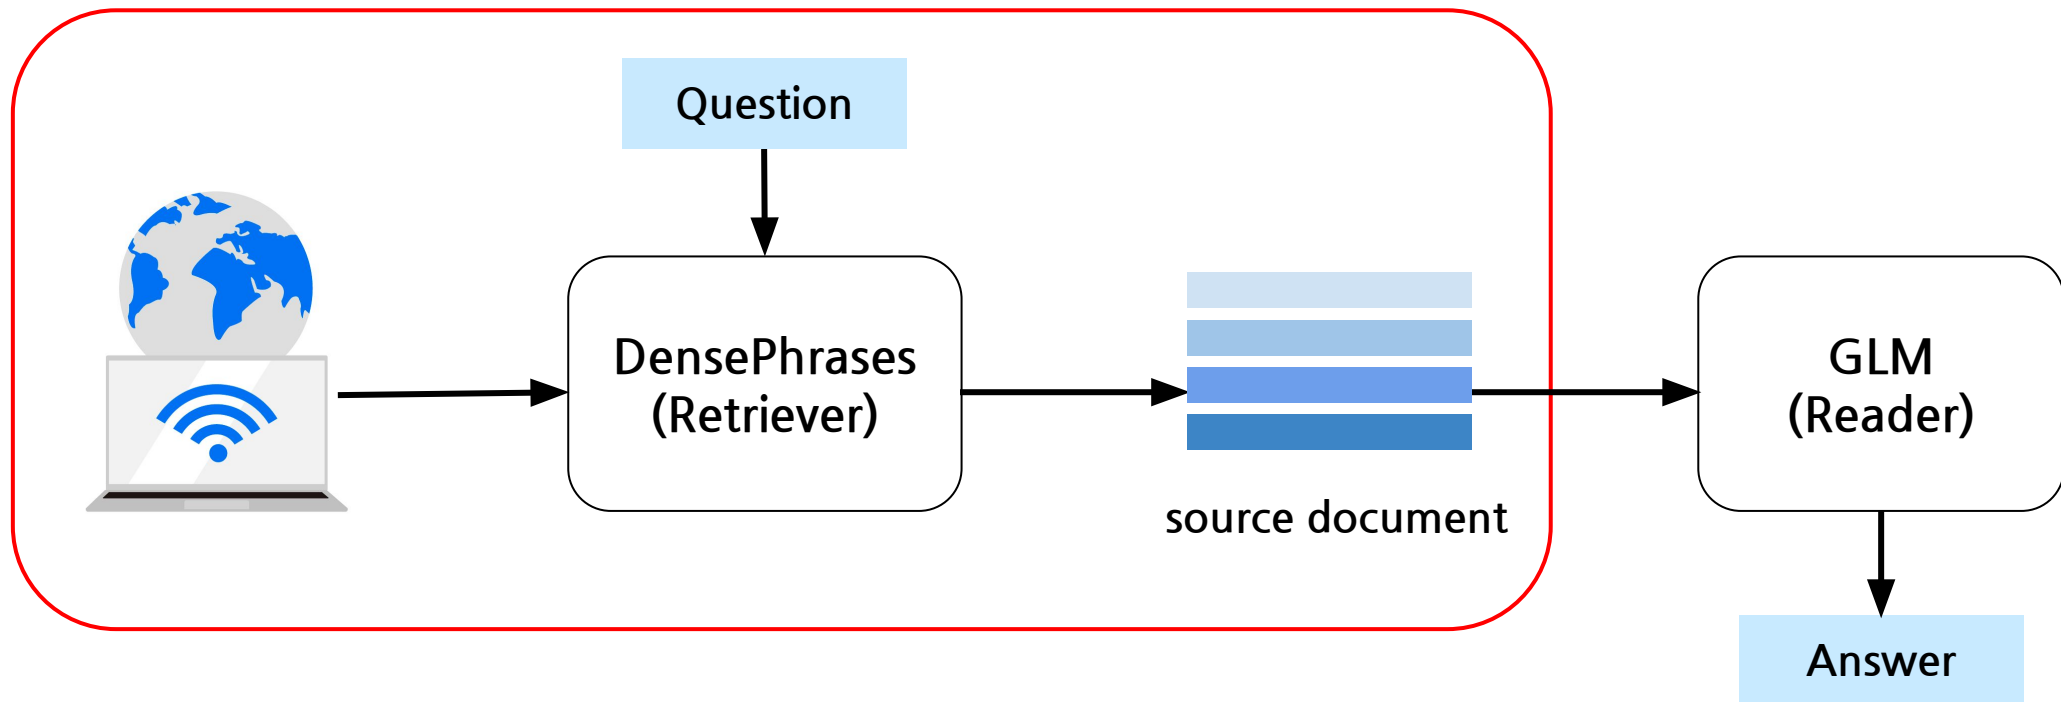 Question
DensePhrases
(Retriever)
source document
GLM
(Reader)
Answer